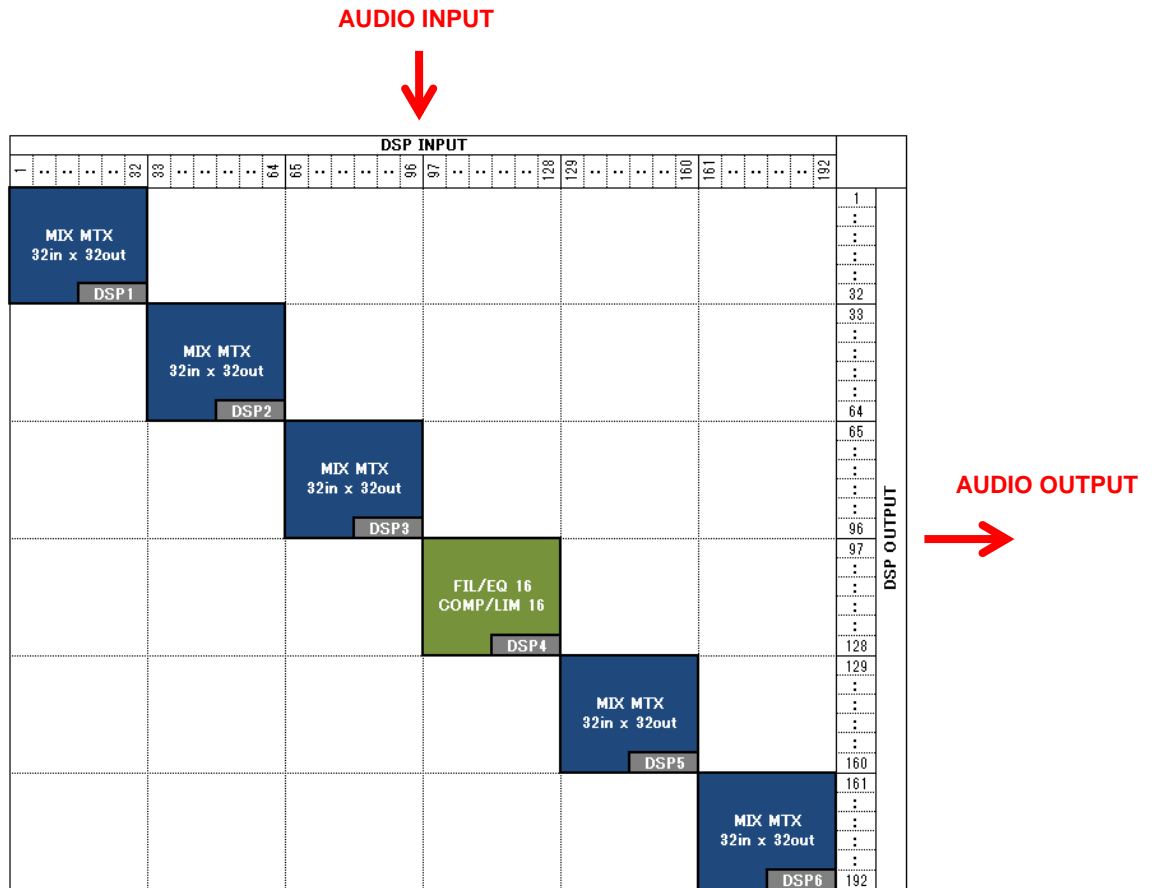 AUDIO INPUT
DSP INPUT
1 : : : : 32 33 : : : : 64 65 : : : : 96 97 : : : : 128 129 : : : : 160 161 : : : : 192
MIX MTX
32in x 32out
DSP1
1
:
:
:
:
32
MIX MTX
32in x 32out
DSP2
33
:
:
:
:
64
MIX MTX
32in x 32out
DSP3
65
:
:
:
:
96
FIL/EQ 16
COMP/LIM 16
DSP4
97
:
:
:
:
128
MIX MTX
32in x 32out
DSP5
129
:
:
:
:
160
MIX MTX
32in x 32out
DSP6
161
:
:
:
:
192
DSP OUTPUT
AUDIO OUTPUT